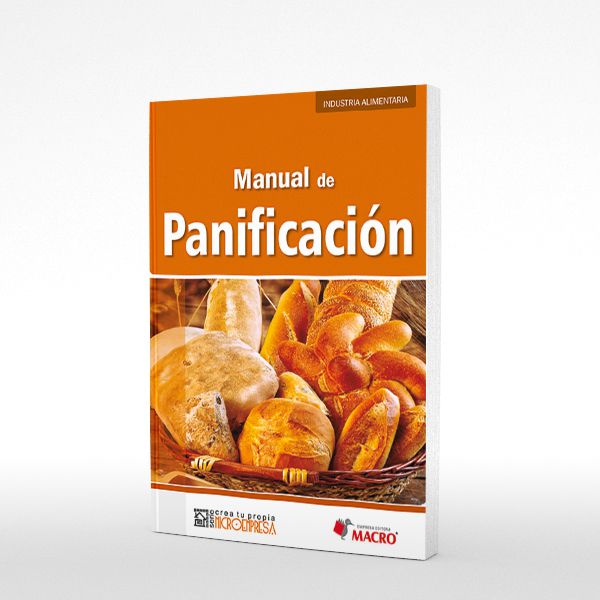 INDUSTRIA ALIMENTARIA
Manual de
Panificación
crea tu propia
MICROEMPRESA
EMPRESA EDITORA
MACRO®